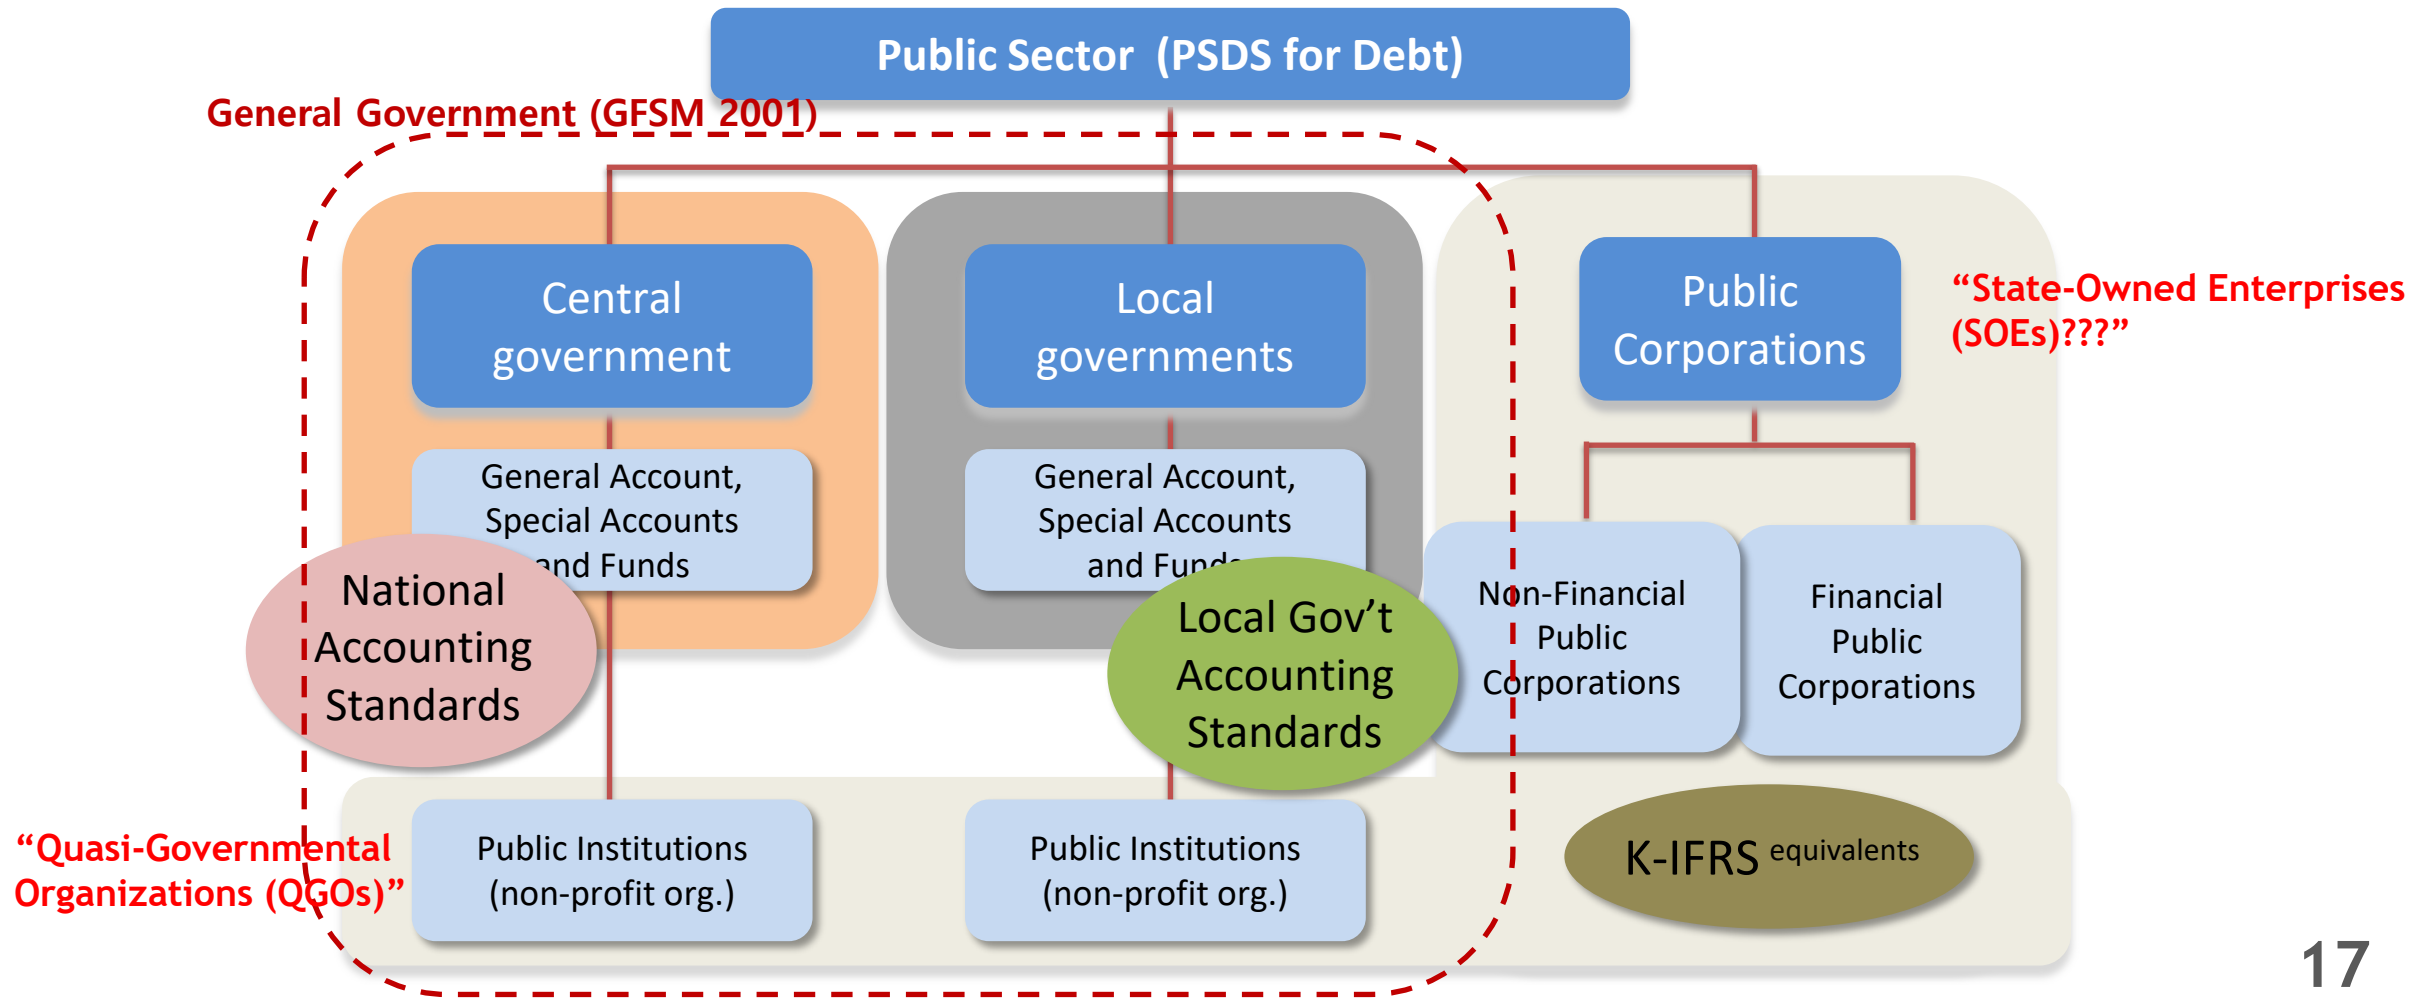 Public Sector (PSDS for Debt)
General Government (GFSM 2001)
Central
government
Local
governments
Public
Corporations
“State-Owned Enterprises
(SOEs)???”
General Account,
Special Accounts
and Funds
General Account,
Special Accounts
and Funds
National
Accounting
Standards
Local Gov’t
Accounting
Standards
Non-Financial
Public
Corporations
Financial
Public
Corporations
“Quasi-Governmental
Organizations (QGOs)”
Public Institutions
(non-profit org.)
Public Institutions
(non-profit org.)
K-IFRS equivalents
17